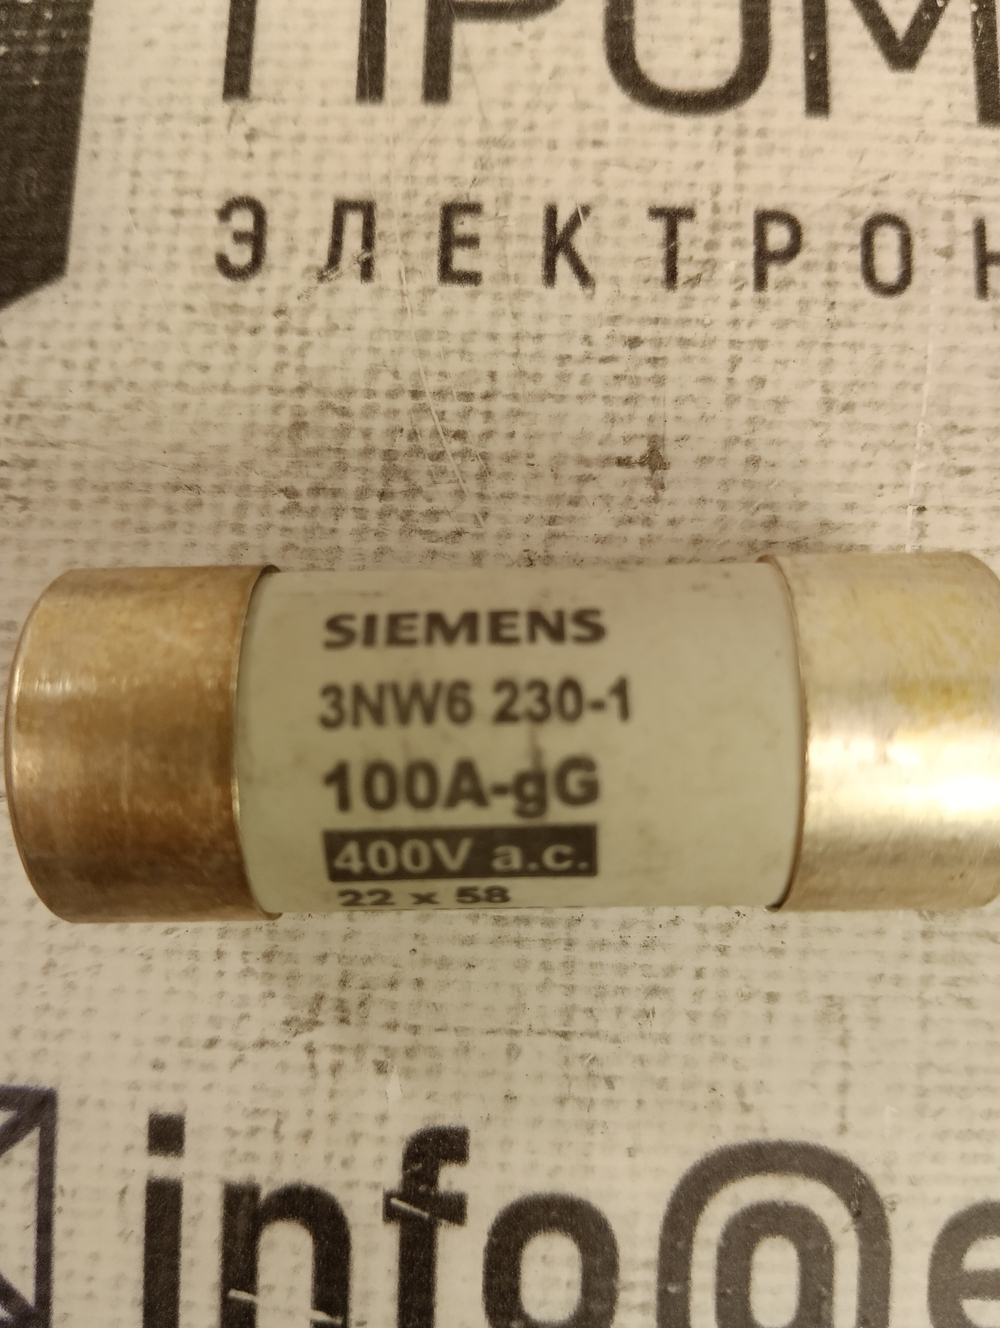 ПРОМ
ЭЛЕКТРОН
SIEMENS
3NW6 230-1
100A-gG
400V a.c.
22 x 58
info@e